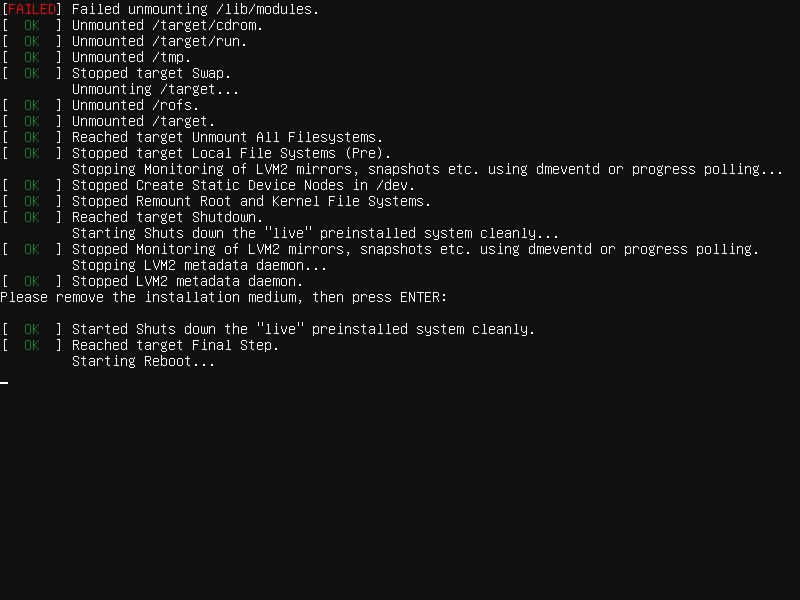 [FAILED] Failed unmounting /lib/modules.
[  OK  ] Unmounted /target/cdrom.
[  OK  ] Unmounted /target/run.
[  OK  ] Unmounted /tmp.
[  OK  ] Stopped target Swap.
         Unmounting /target...
[  OK  ] Unmounted /rofs.
[  OK  ] Unmounted /target.
[  OK  ] Reached target Unmount All Filesystems.
[  OK  ] Stopped target Local File Systems (Pre).
         Stopping Monitoring of LVM2 mirrors, snapshots etc. using dmeventd or progress polling...
[  OK  ] Stopped Create Static Device Nodes in /dev.
[  OK  ] Stopped Remount Root and Kernel File Systems.
[  OK  ] Reached target Shutdown.
         Starting Shuts down the "live" preinstalled system cleanly...
[  OK  ] Stopped Monitoring of LVM2 mirrors, snapshots etc. using dmeventd or progress polling.
         Stopping LVM2 metadata daemon...
[  OK  ] Stopped LVM2 metadata daemon.
Please remove the installation medium, then press ENTER:
[  OK  ] Started Shuts down the "live" preinstalled system cleanly.
[  OK  ] Reached target Final Step.
         Starting Reboot...